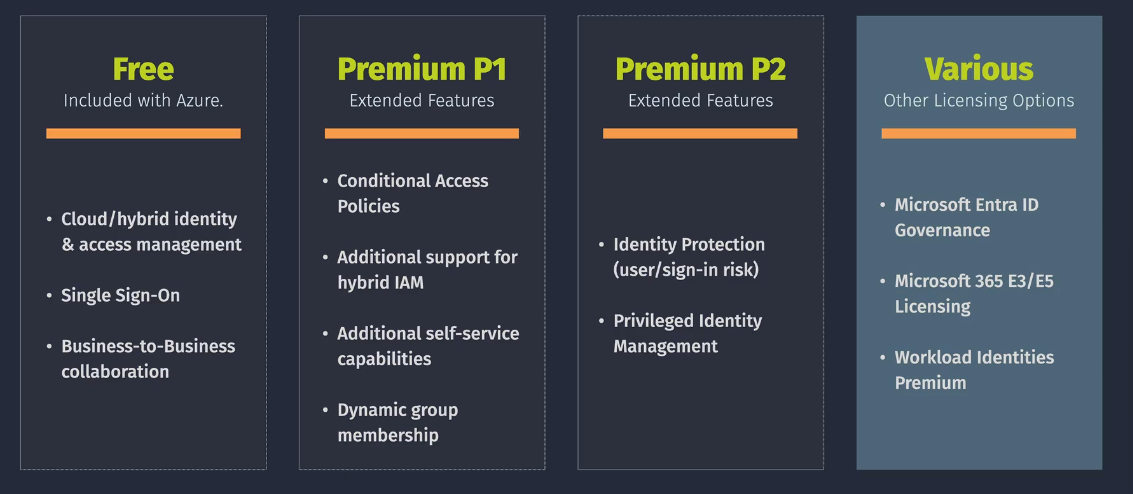 Free
Included with Azure.
• Cloud/hybrid identity
& access management
• Single Sign-On
• Business-to-Business
collaboration
Premium P1
Extended Features
• Conditional Access
Policies
• Additional support for
hybrid IAM
• Additional self-service
capabilities
• Dynamic group
membership
Premium P2
Extended Features
• Identity Protection
(user/sign-in risk)
• Privileged Identity
Management
Various
Other Licensing Options
• Microsoft Entra ID
Governance
• Microsoft 365 E3/E5
Licensing
• Workload Identities
Premium